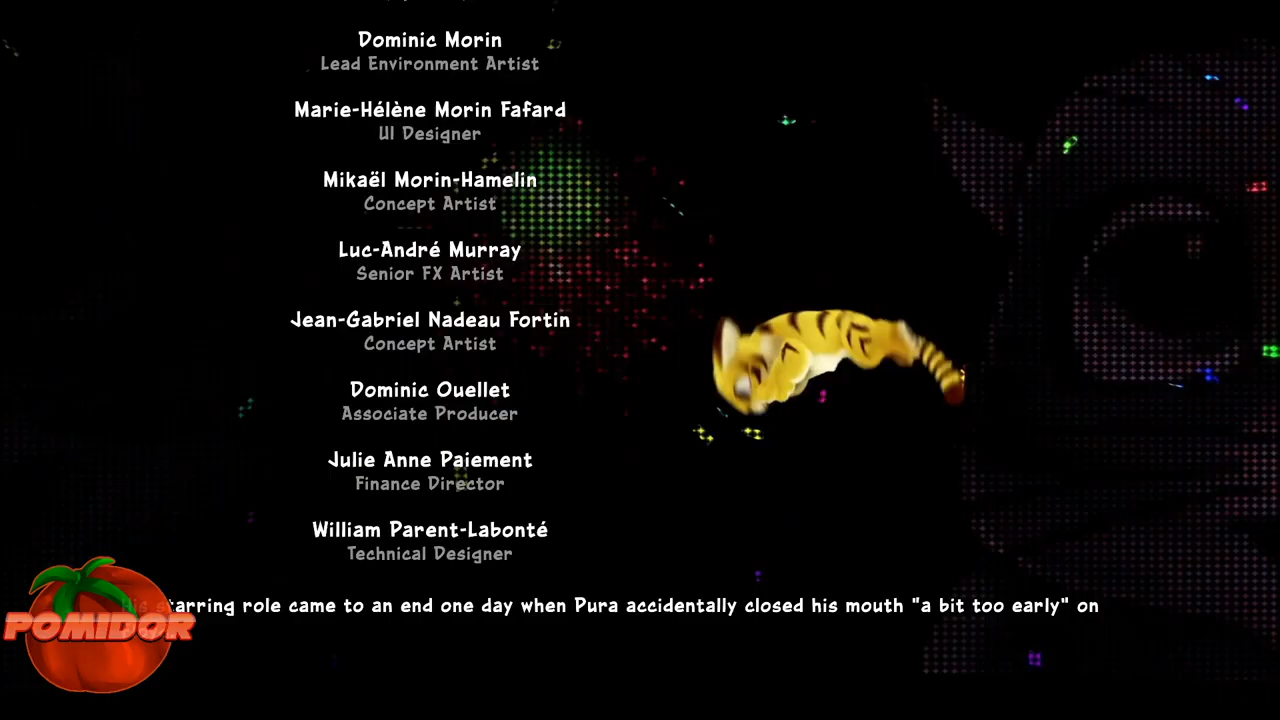 Dominic Morin
Lead Environment Artist
Marie-Hélène Morin Fafard
UI Designer
Mikaël Morin-Hamelin
Concept Artist
Luc-André Murray
Senior FX Artist
Jean-Gabriel Nadeau Fortin
Concept Artist
Dominic Ouellet
Associate Producer
Julie Anne Paiement
Finance Director
William Parent-Labonté
Technical Designer
His starring role came to an end one day when Pura accidentally closed his mouth "a bit too early" on
POMIDOR